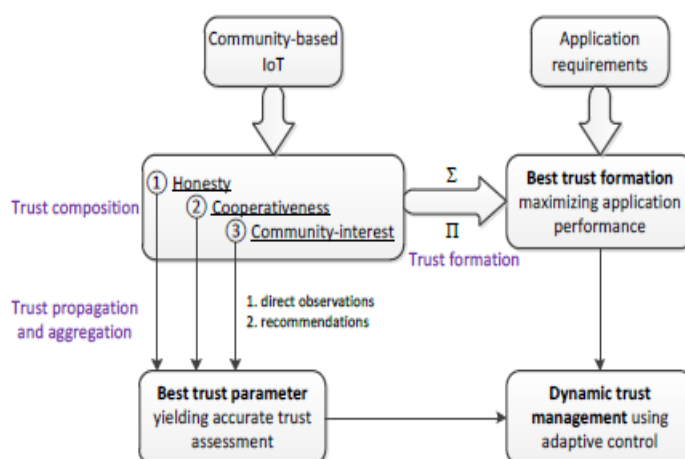 Community-based
IoT
Application
requirements
Trust composition
1 Honesty
2 Cooperativeness
3 Community-interest
Σ
Π
Trust formation
Best trust formation
maximizing application
performance
Trust propagation
and aggregation
1. direct observations
2. recommendations
Best trust parameter
yielding accurate trust
assessment
Dynamic trust
management using
adaptive control